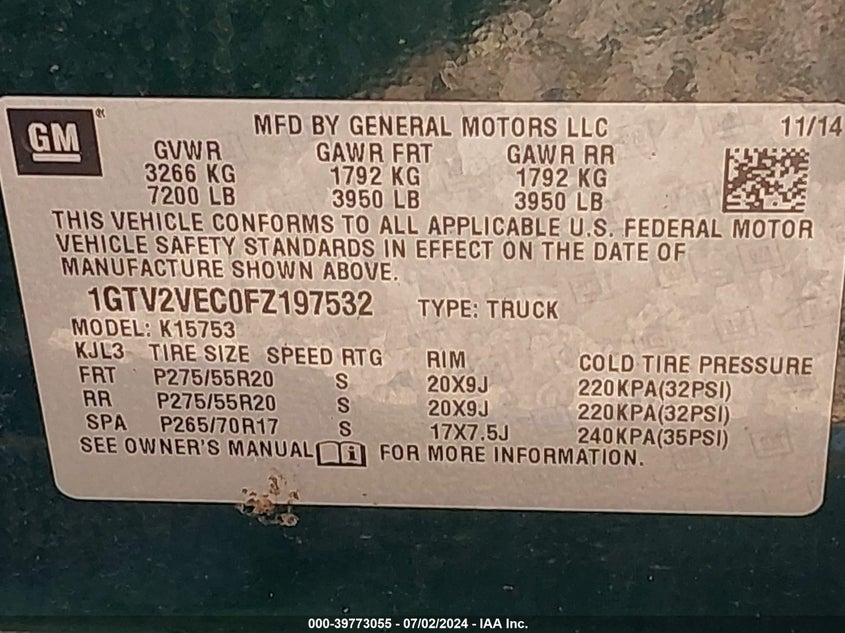 GM ®
MFD BY GENERAL MOTORS LLC 11/14
GVWR GAWR FRT GAWR RR
3266 KG 1792 KG 1792 KG
7200 LB 3950 LB 3950 LB
THIS VEHICLE CONFORMS TO ALL APPLICABLE U.S. FEDERAL MOTOR
VEHICLE SAFETY STANDARDS IN EFFECT ON THE DATE OF
MANUFACTURE SHOWN ABOVE.
1GTV2VEC0FZ197532 TYPE: TRUCK
MODEL: K15753
KJL3 TIRE SIZE SPEED RTG RIM COLD TIRE PRESSURE
FRT P275/55R20 S 20X9J 220KPA(32PSI)
RR P275/55R20 S 20X9J 220KPA(32PSI)
SPA P265/70R17 S 17X7.5J 240KPA(35PSI)
SEE OWNER'S MANUAL FOR MORE INFORMATION.
000-39773055 - 07/02/2024 - IAA Inc.